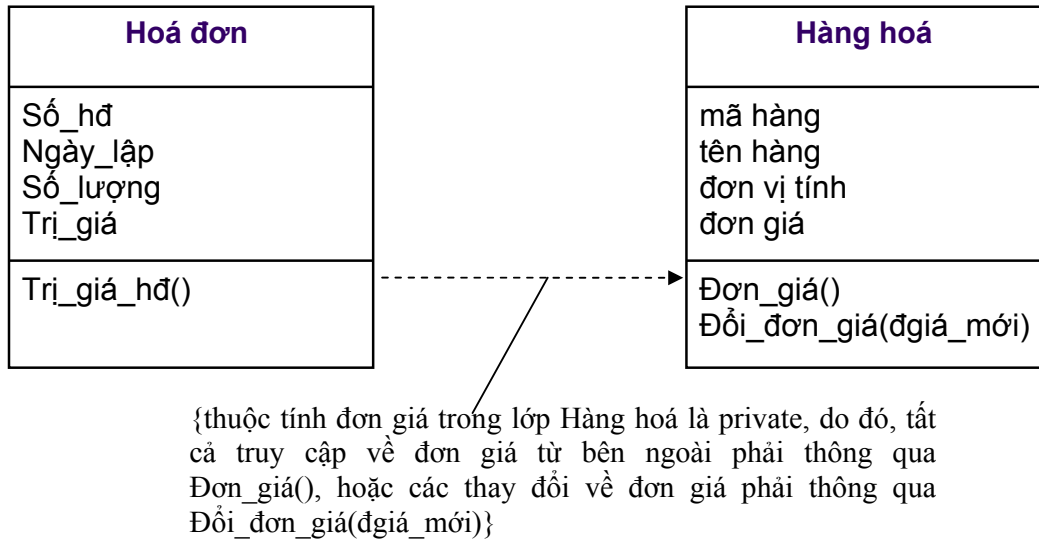 Hoá đơn
Số_hđ
Ngày_lập
Số_lượng
Trị_giá
Trị_giá_hđ()
Hàng hoá
mã hàng
tên hàng
đơn vị tính
đơn giá
Đơn_giá()
Đổi_đơn_giá(đgiá_mới)
{thuộc tính đơn giá trong lớp Hàng hoá là private, do đó, tất
cả truy cập về đơn giá từ bên ngoài phải thông qua
Đơn_giá(), hoặc các thay đổi về đơn giá phải thông qua
Đổi_đơn_giá(đgiá_mới)}